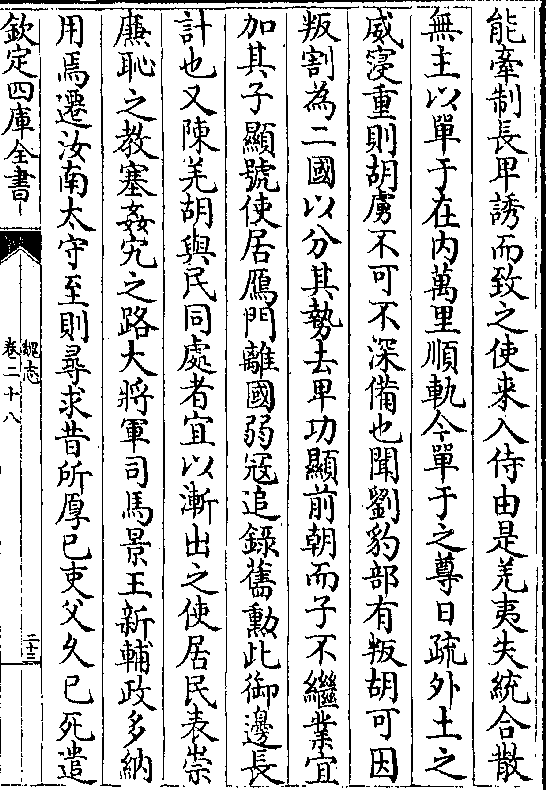 能牽制長卑誘而致之使来入侍由是羌夷失統合散
無主以單于在内萬里順軌今單于之尊日疏外土之
威寖重則胡虜不可不深備也聞劉豹部有叛胡可因
叛割為二國以分其勢去卑功顯前朝而子不繼業宜
加其子顯號使居鴈門離國弱冦追録舊勲此御邊長
計也又陳羌胡與民同處者宜以漸出之使居民表崇
廉恥之教塞姦宄之路大將軍司馬景王新輔政多納
用焉遷汝南太守至則尋求昔所厚已吏父久已死遣
欽定四庫全書
魏志
卷二十八
二十三